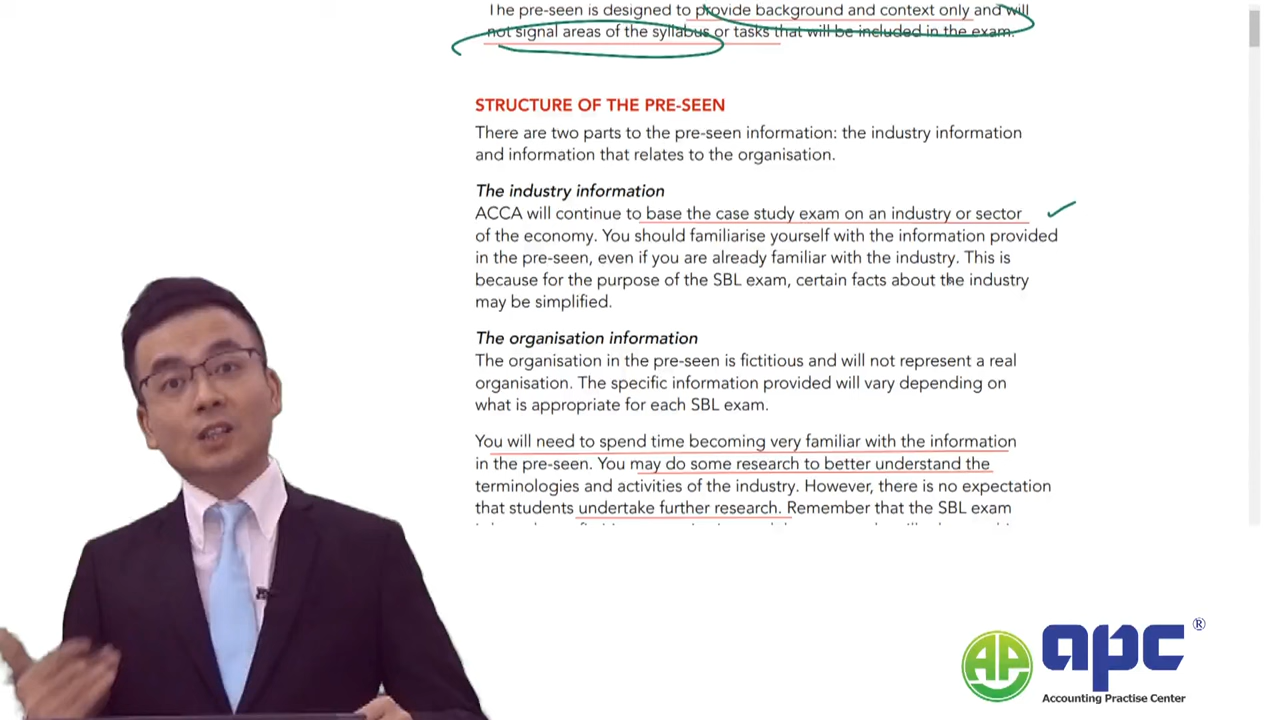 The pre-seen is designed to provide background and context only and will
not signal areas of the syllabus or tasks that will be included in the exam.
STRUCTURE OF THE PRE-SEEN
There are two parts to the pre-seen information: the industry information
and information that relates to the organisation.
The industry information
ACCA will continue to base the case study exam on an industry or sector
of the economy. You should familiarise yourself with the information provided
in the pre-seen, even if you are already familiar with the industry. This is
because for the purpose of the SBL exam, certain facts about the industry
may be simplified.
The organisation information
The organisation in the pre-seen is fictitious and will not represent a real
organisation. The specific information provided will vary depending on
what is appropriate for each SBL exam.
You will need to spend time becoming very familiar with the information
in the pre-seen. You may do some research to better understand the
terminologies and activities of the industry. However, there is no expectation
that students undertake further research. Remember that the SBL exam
AP
apc ®
Accounting Practise Center